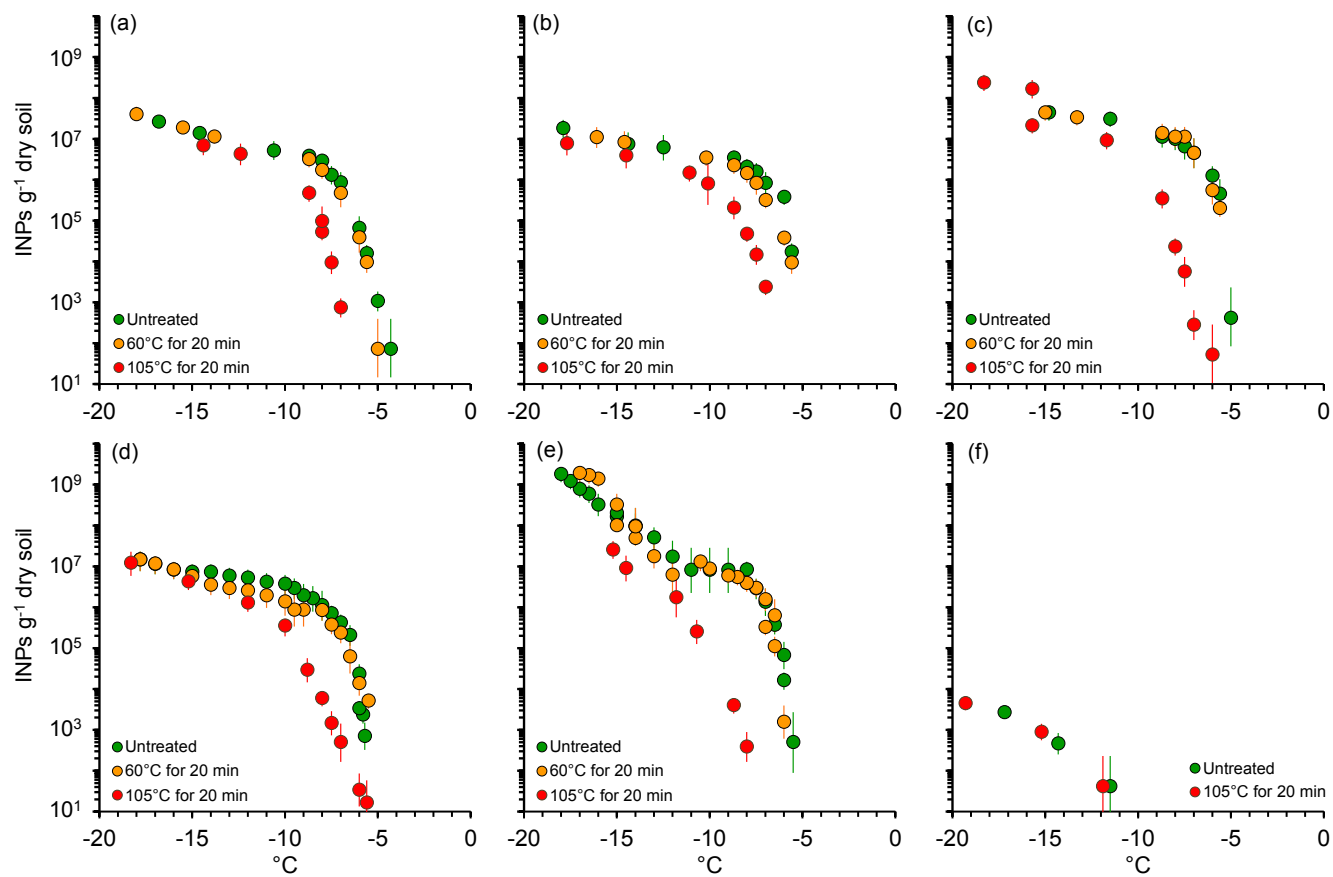 (a)
(b)
(c)
INPs g⁻¹ dry soil
10⁹
10⁷
10⁵
10³
10¹
Untreated
60°C for 20 min
105°C for 20 min
Untreated
60°C for 20 min
105°C for 20 min
Untreated
60°C for 20 min
105°C for 20 min
-20 -15 -10 -5 0
-20 -15 -10 -5 0
-20 -15 -10 -5 0
(d)
(e)
(f)
INPs g⁻¹ dry soil
10⁹
10⁷
10⁵
10³
10¹
Untreated
60°C for 20 min
105°C for 20 min
Untreated
60°C for 20 min
105°C for 20 min
Untreated
105°C for 20 min
-20 -15 -10 -5 0
-20 -15 -10 -5 0
-20 -15 -10 -5 0
°C
°C
°C